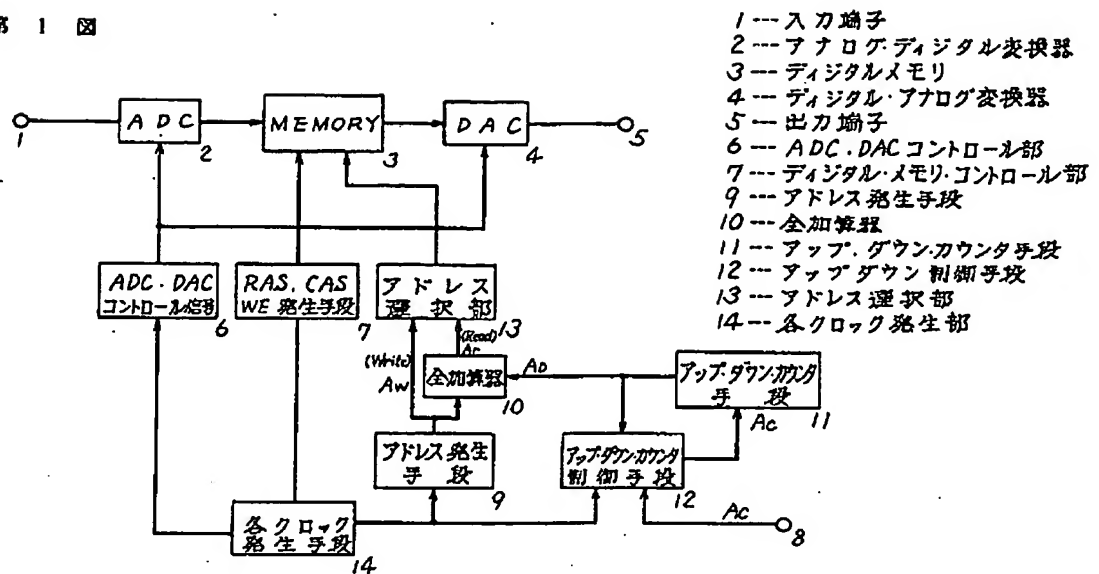 第 1 図
1---入力端子
2---アナログ・ディジタル変換器
3---ディジタルメモリ
4---ディジタル・アナログ変換器
5---出力端子
6---ADC.DACコントロール部
7---ディジタル・メモリ・コントロール部
9---アドレス発生手段
10---全加算器
11---アップ.ダウン・カウンタ手段
12---アップダウン制御手段
13---アドレス選択部
14---各クロック発生部
1
ADC
2
MEMORY
3
DAC
4
5
ADC・DAC
コントロール信号
6
RAS.CAS
WE発生手段
7
アドレス
選択部
13
(Write)
Aw
(Read)
Ar
全加算器
10
AD
アップ・ダウン・カウンタ
手段
11
Ac
アドレス発生
手段
9
アップ・ダウン・カウンタ
制御手段
12
Ac
8
各クロック
発生手段
14